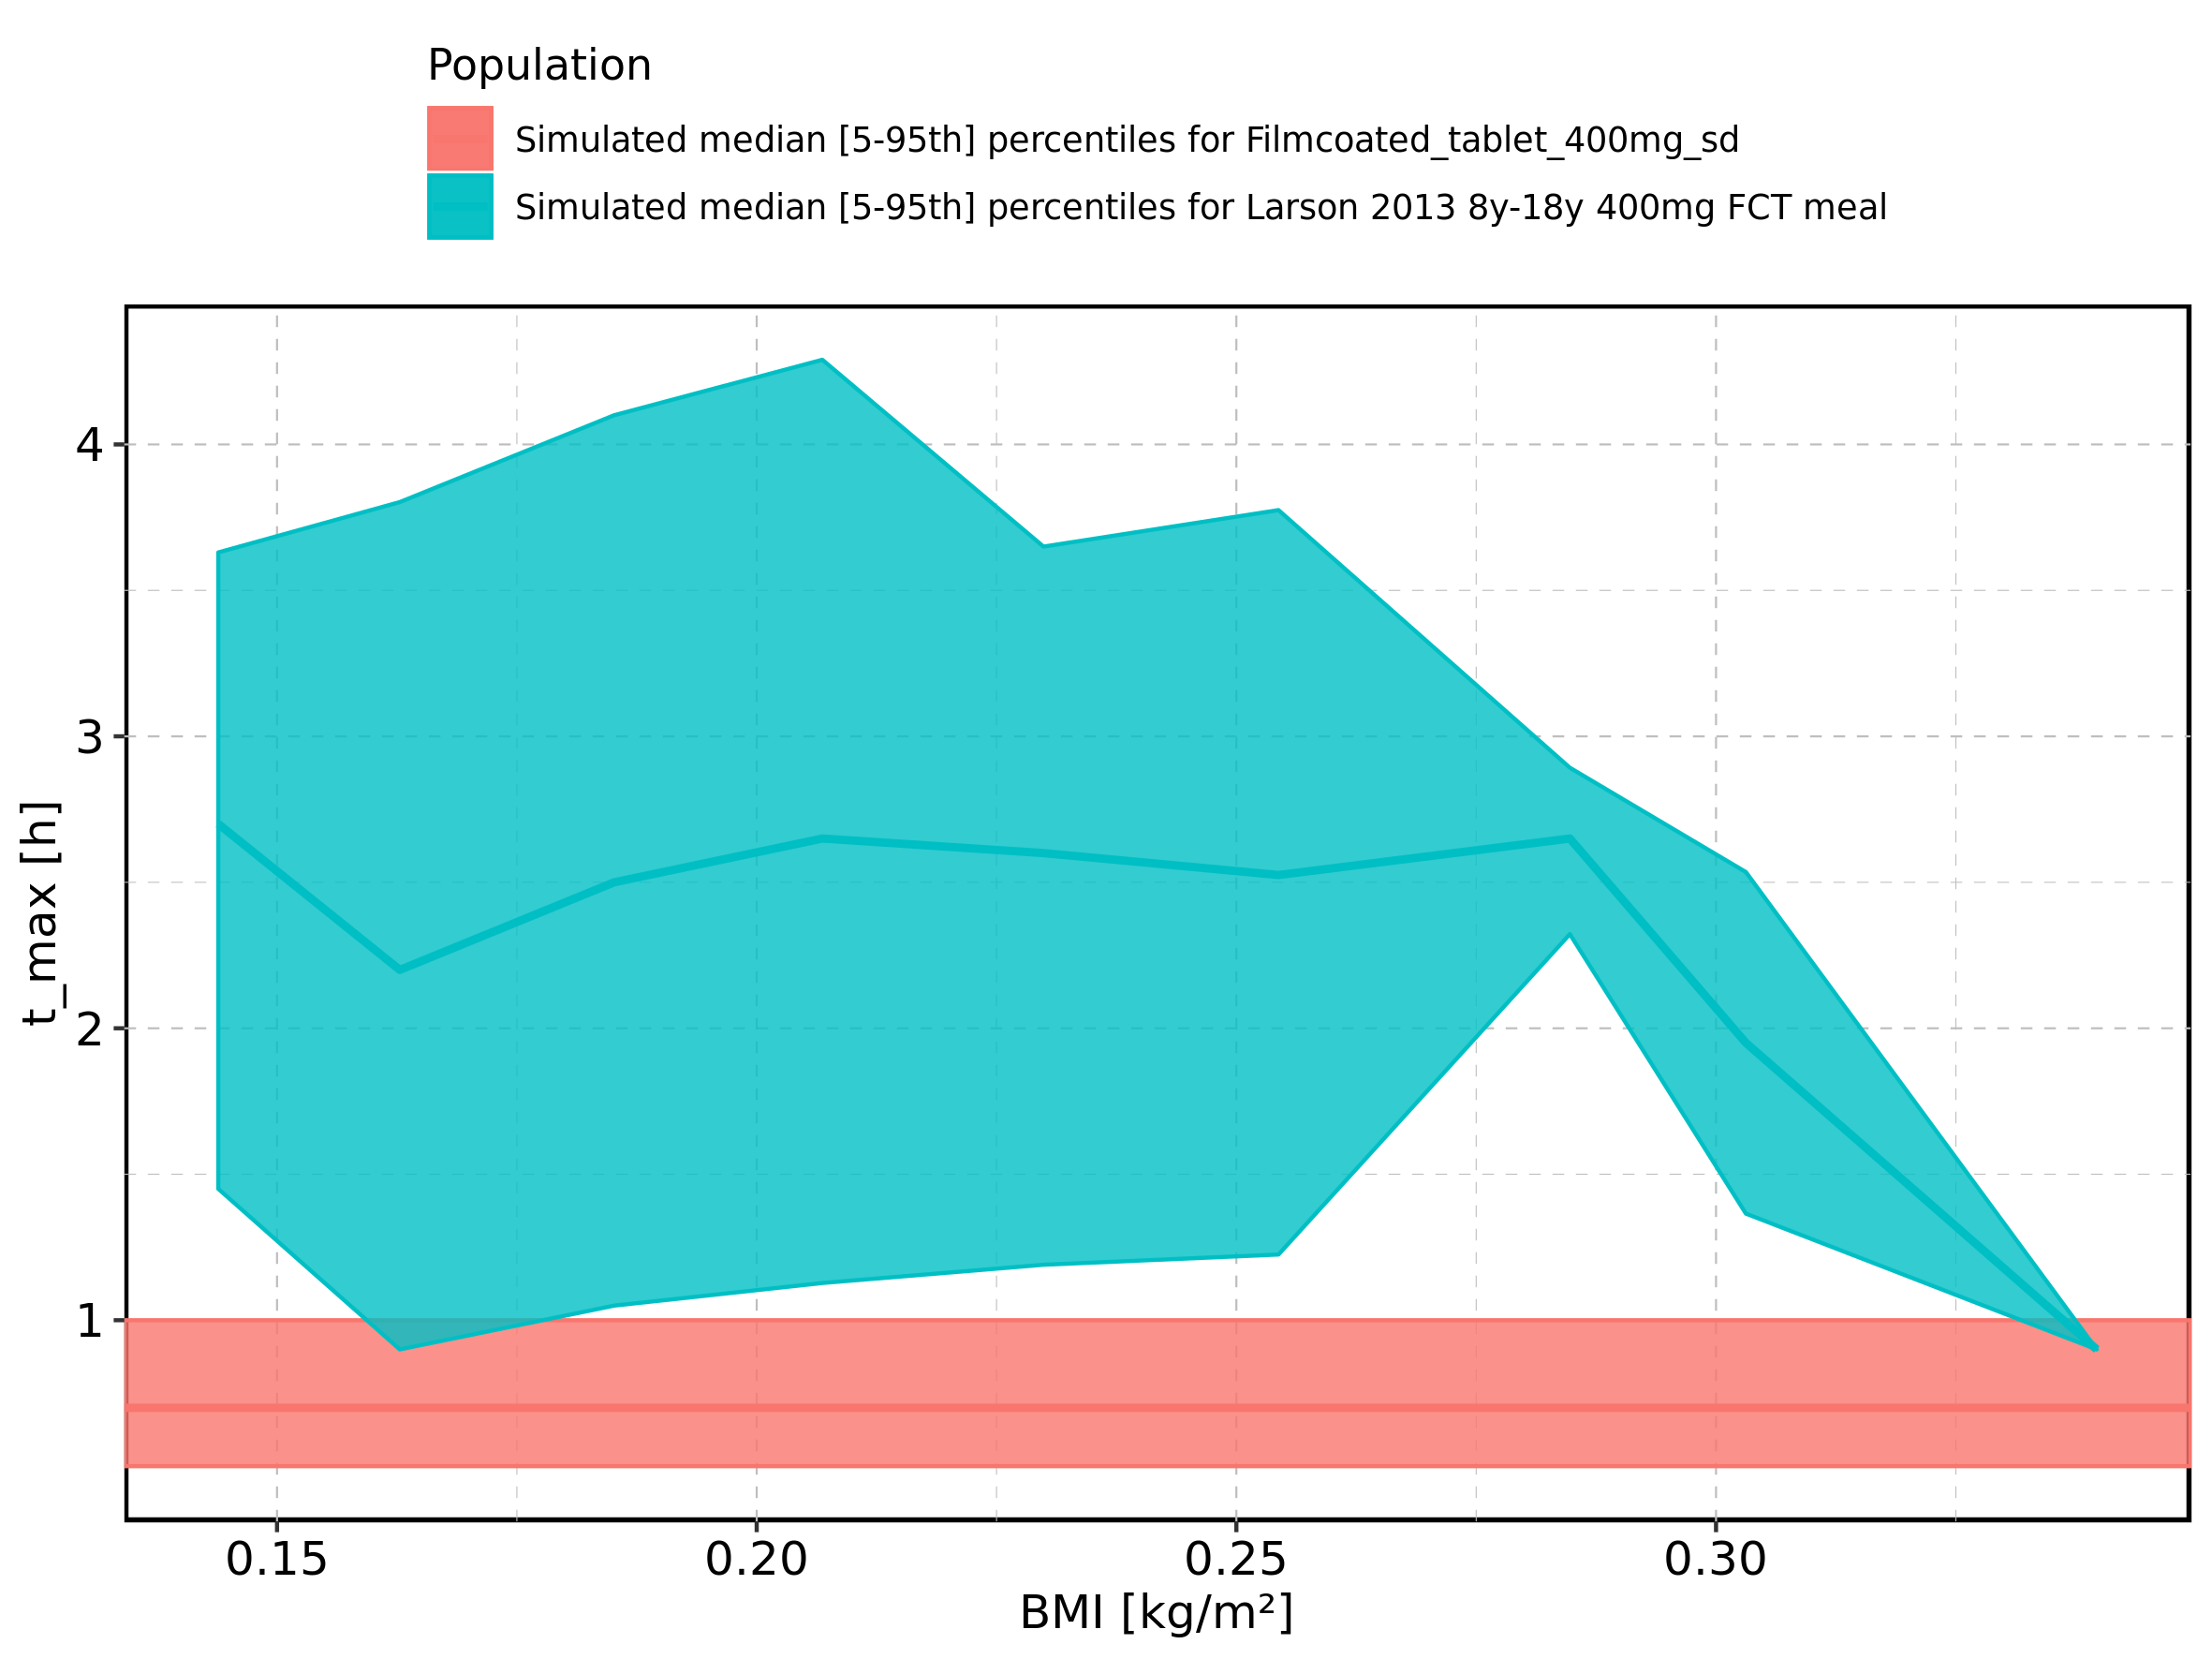 Population
Simulated median [5-95th] percentiles for Filmcoated_tablet_400mg_sd
Simulated median [5-95th] percentiles for Larson 2013 8y-18y 400mg FCT meal
t_max [h]
4
3
2
1
0.15 0.20 0.25 0.30
BMI [kg/m²]